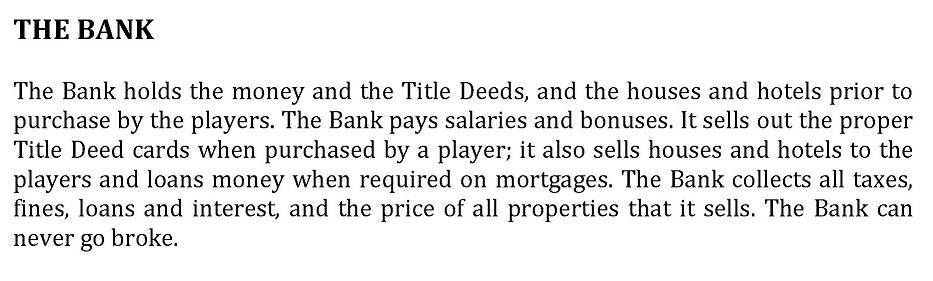 THE BANK
The Bank holds the money and the Title Deeds, and the houses and hotels prior to
purchase by the players. The Bank pays salaries and bonuses. It sells out the proper
Title Deed cards when purchased by a player; it also sells houses and hotels to the
players and loans money when required on mortgages. The Bank collects all taxes,
fines, loans and interest, and the price of all properties that it sells. The Bank can
never go broke.